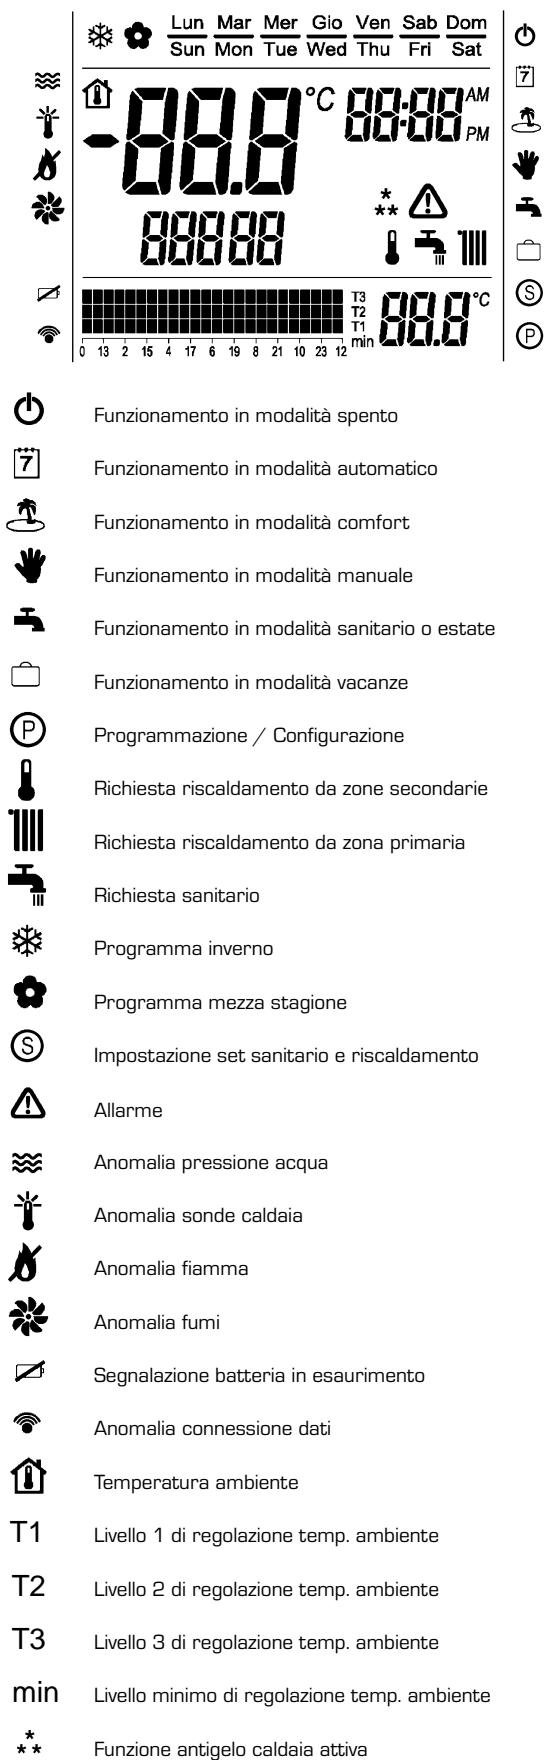 Lun Mar Mer Gio Ven Sab Dom
Sun Mon Tue Wed Thu Fri Sat
7
-88.8 °C 88:88 AM
PM
* **
88888
S
T3
T2
T1
min
88.8 °C
P
0 13 2 15 4 17 6 19 8 21 10 23 12
Funzionamento in modalità spento
7 Funzionamento in modalità automatico
Funzionamento in modalità comfort
Funzionamento in modalità manuale
Funzionamento in modalità sanitario o estate
Funzionamento in modalità vacanze
P Programmazione / Configurazione
Richiesta riscaldamento da zone secondarie
Richiesta riscaldamento da zona primaria
Richiesta sanitario
Programma inverno
Programma mezza stagione
S Impostazione set sanitario e riscaldamento
Allarme
Anomalia pressione acqua
Anomalia sonde caldaia
Anomalia fiamma
Anomalia fumi
Segnalazione batteria in esaurimento
Anomalia connessione dati
Temperatura ambiente
T1 Livello 1 di regolazione temp. ambiente
T2 Livello 2 di regolazione temp. ambiente
T3 Livello 3 di regolazione temp. ambiente
min Livello minimo di regolazione temp. ambiente
*** Funzione antigelo caldaia attiva